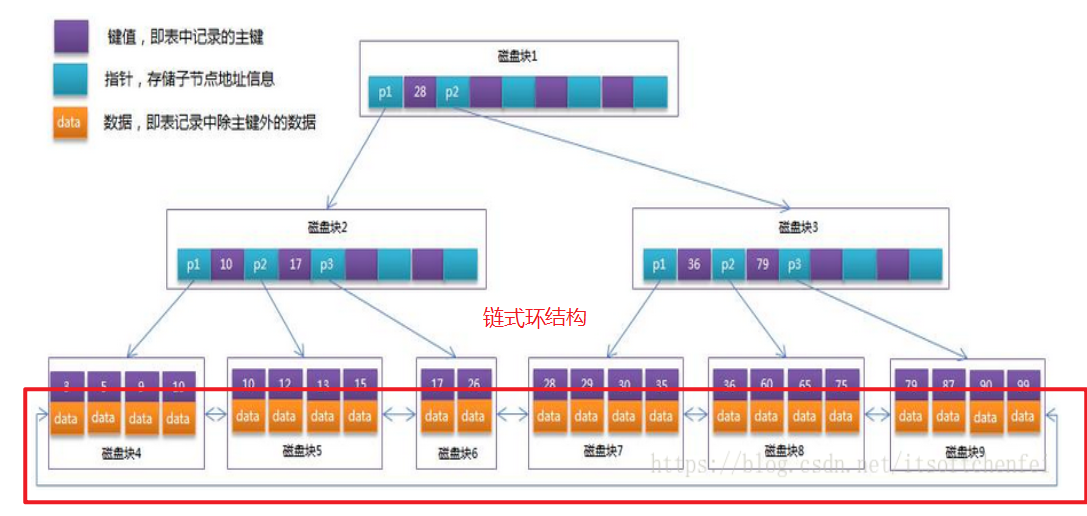 键值，即表中记录的主键
指针，存储子节点地址信息
data 数据，即表记录中除主键外的数据
磁盘块1
p1 28 p2
磁盘块2
p1 10 p2 17 p3
磁盘块3
p1 36 p2 79 p3
链式环结构
3 5 9 10
data data data data
磁盘块4
10 12 13 15
data data data data
磁盘块5
17 26
data data
磁盘块6
28 29 30 35
data data data data
磁盘块7
36 60 65 75
data data data data
磁盘块8
79 87 90 99
data data data data
磁盘块9
https://blog.csdn.net/itsoftchenfei